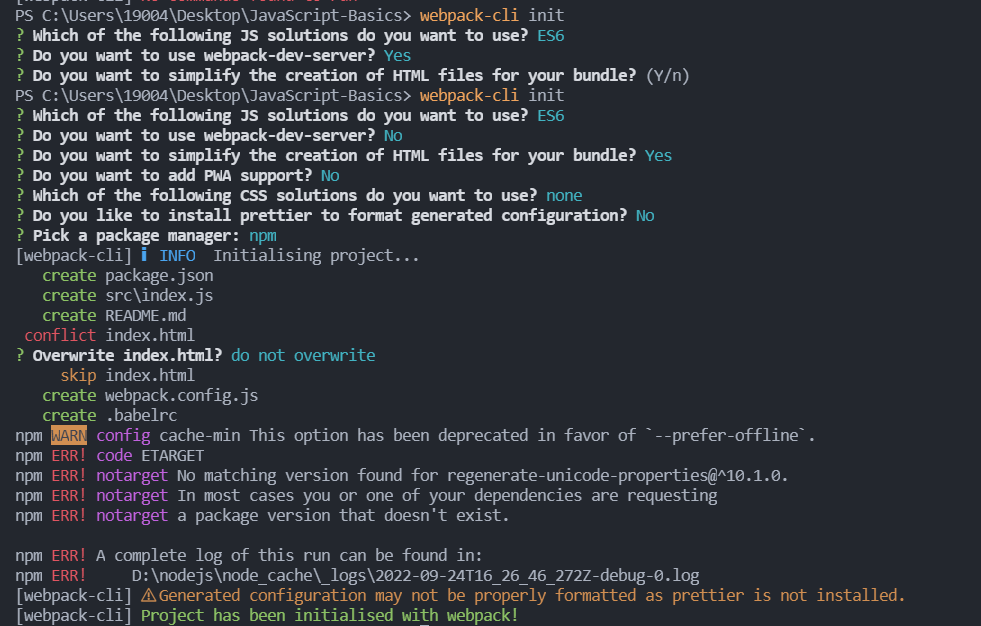 PS C:\Users\19004\Desktop\JavaScript-Basics> webpack-cli init
? Which of the following JS solutions do you want to use? ES6
? Do you want to use webpack-dev-server? Yes
? Do you want to simplify the creation of HTML files for your bundle? (Y/n)
PS C:\Users\19004\Desktop\JavaScript-Basics> webpack-cli init
? Which of the following JS solutions do you want to use? ES6
? Do you want to use webpack-dev-server? No
? Do you want to simplify the creation of HTML files for your bundle? Yes
? Do you want to add PWA support? No
? Which of the following CSS solutions do you want to use? none
? Do you like to install prettier to format generated configuration? No
? Pick a package manager: npm
[webpack-cli] ℹ INFO  Initialising project...
   create package.json
   create src\index.js
   create README.md
 conflict index.html
? Overwrite index.html? do not overwrite
     skip index.html
   create webpack.config.js
   create .babelrc
npm WARN config cache-min This option has been deprecated in favor of `--prefer-offline`.
npm ERR! code ETARGET
npm ERR! notarget No matching version found for regenerate-unicode-properties@^10.1.0.
npm ERR! notarget In most cases you or one of your dependencies are requesting
npm ERR! notarget a package version that doesn't exist.
npm ERR! A complete log of this run can be found in:
npm ERR!     D:\nodejs\node_cache\_logs\2022-09-24T16_26_46_272Z-debug-0.log
[webpack-cli] ⚠Generated configuration may not be properly formatted as prettier is not installed.
[webpack-cli] Project has been initialised with webpack!